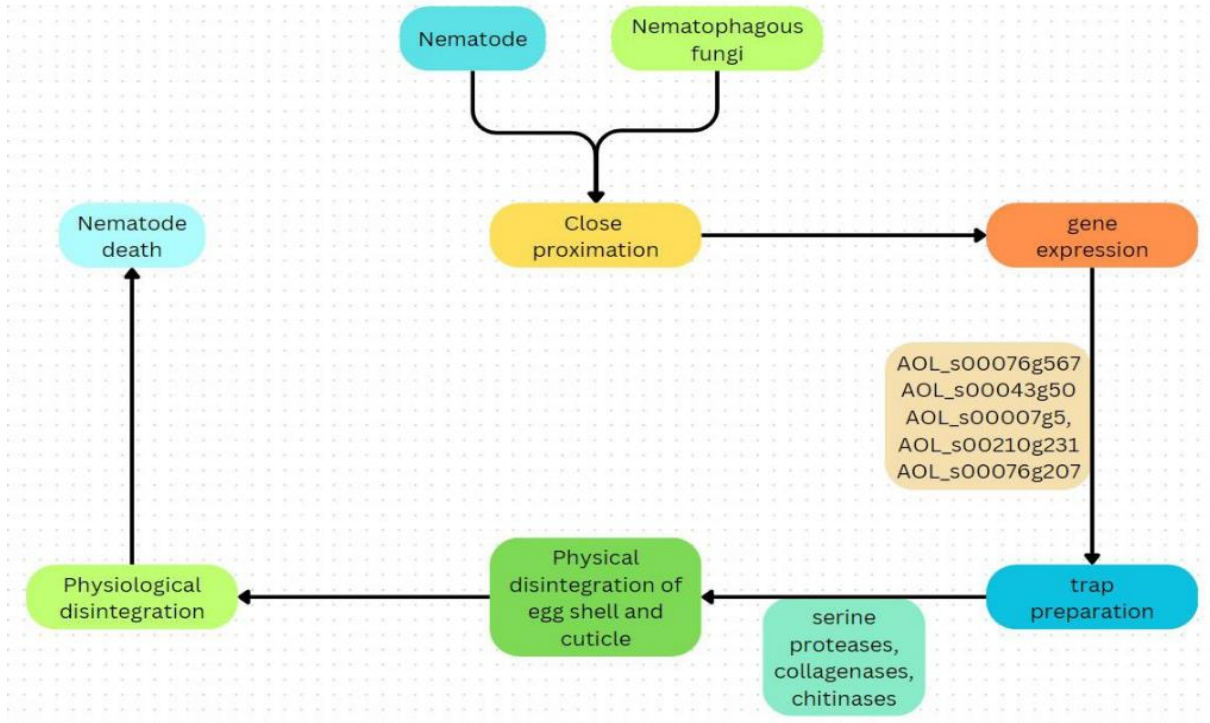 Nematode
Nematophagous
fungi
Nematode
death
Close
proximation
gene
expression
AOL_s00076g567
AOL_s00043g50
AOL_s00007g5,
AOL_s00210g231
AOL_s00076g207
Physiological
disintegration
Physical
disintegration of
egg shell and
cuticle
serine
proteases,
collagenases,
chitinases
trap
preparation